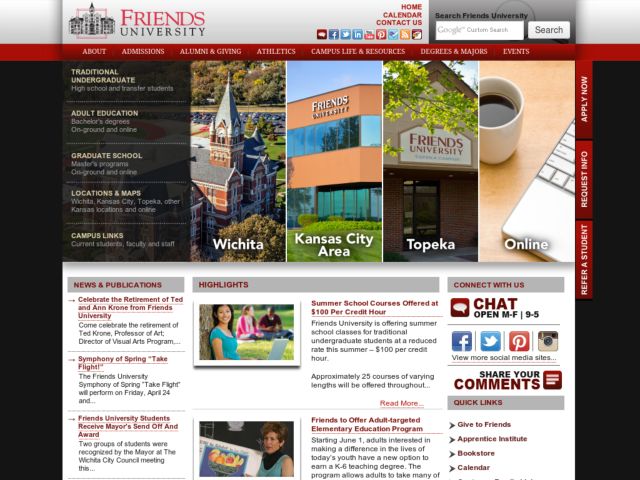 FRIENDS
UNIVERSITY
HOME
CALENDAR
CONTACT US
Search Friends University
Google Custom Search
Search
ABOUT
ADMISSIONS
ALUMNI & GIVING
ATHLETICS
CAMPUS LIFE & RESOURCES
DEGREES & MAJORS
EVENTS
TRADITIONAL
UNDERGRADUATE
High school and transfer students
ADULT EDUCATION
Bachelor's degrees
On-ground and online
GRADUATE SCHOOL
Master's programs
On-ground and online
LOCATIONS & MAPS
Wichita, Kansas City, Topeka, other
Kansas locations and online
CAMPUS LINKS
Current students, faculty and staff
Wichita
FRIENDS
UNIVERSITY
Kansas City
Area
FRIENDS
UNIVERSITY
TOPEKA CAMPUS
Topeka
Online
APPLY NOW
REQUEST INFO
REFER A STUDENT
NEWS & PUBLICATIONS
Celebrate the Retirement of Ted
and Ann Krone from Friends
University
Come celebrate the retirement of
Ted Krone, Professor of Art;
Director of Visual Arts Program,...
Symphony of Spring "Take
Flight!"
The Friends University
Symphony of Spring "Take Flight"
will perform on Friday, April 24
and...
Friends University Students
Receive Mayor's Send Off And
Award
Two groups of students were
recognized by the Mayor at The
Wichita City Council meeting
this...
HIGHLIGHTS
Summer School Courses Offered at
$100 Per Credit Hour
Friends University is offering summer
school classes for traditional
undergraduate students at a reduced
rate this summer – $100 per credit
hour.
Approximately 25 courses of varying
lengths will be offered throughout...
Read More...
Friends to Offer Adult-targeted
Elementary Education Program
Starting June 1, adults interested in
making a difference in the lives of
today's youth have a new option to
earn a K-6 teaching degree. The
program allows adults to take many of
CONNECT WITH US
CHAT
OPEN M-F | 9-5
View more social media sites...
SHARE YOUR
COMMENTS
QUICK LINKS
Give to Friends
Apprentice Institute
Bookstore
Calendar